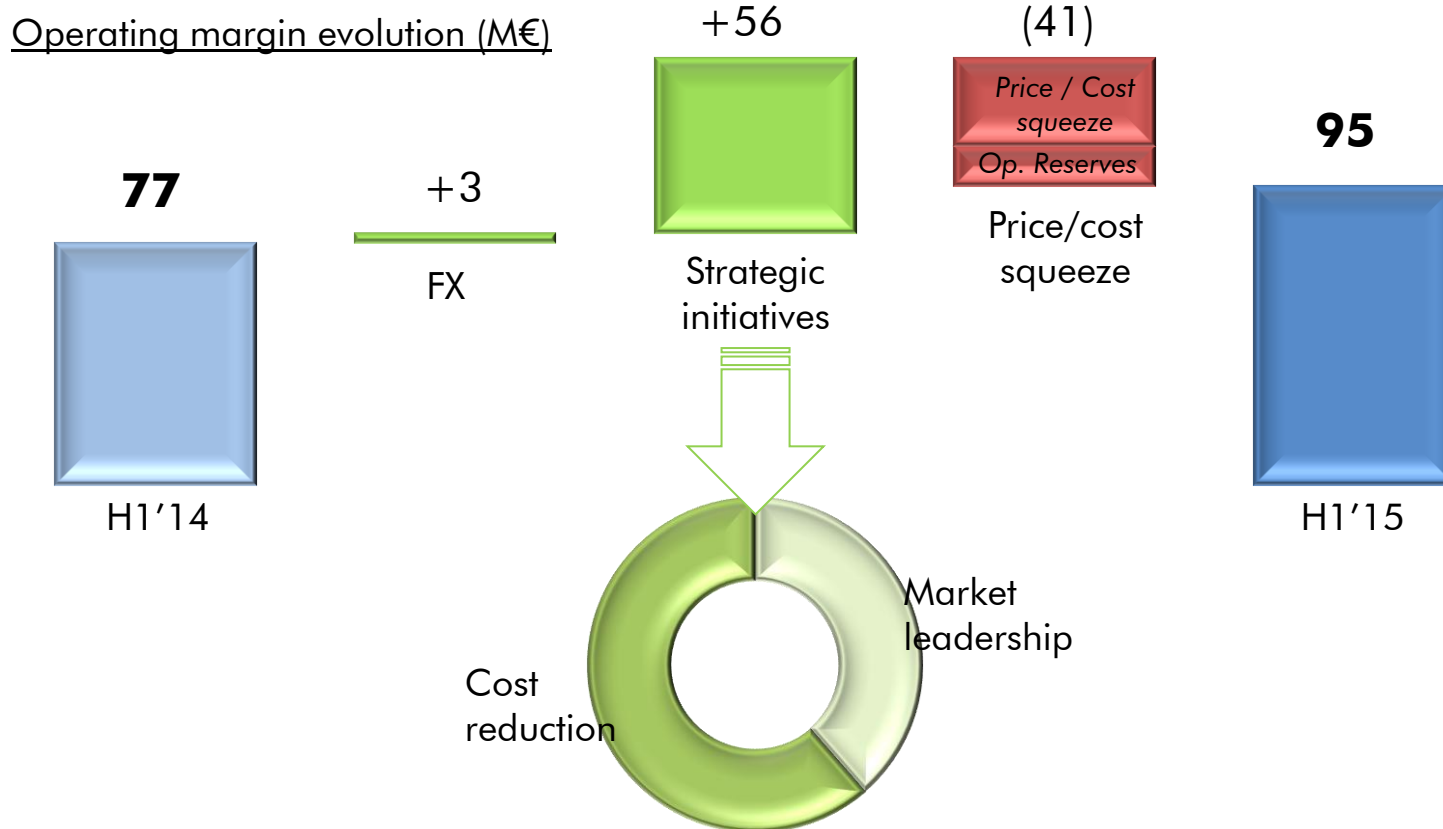 Operating margin evolution (M€)
77
H1’14
+3
FX
+56
Strategic
initiatives
(41)
Price / Cost
squeeze
Op. Reserves
Price/cost
squeeze
95
H1’15
Market
leadership
Cost
reduction